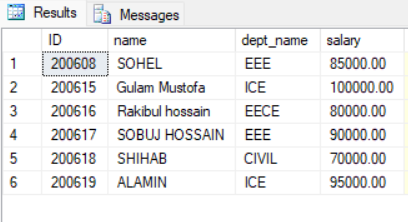 Results Messages
ID name dept_name salary
1 200608 SOHEL EEE 85000.00
2 200615 Gulam Mustofa ICE 100000.00
3 200616 Rakibul hossain EECE 80000.00
4 200617 SOBUJ HOSSAIN EEE 90000.00
5 200618 SHIHAB CIVIL 70000.00
6 200619 ALAMIN ICE 95000.00